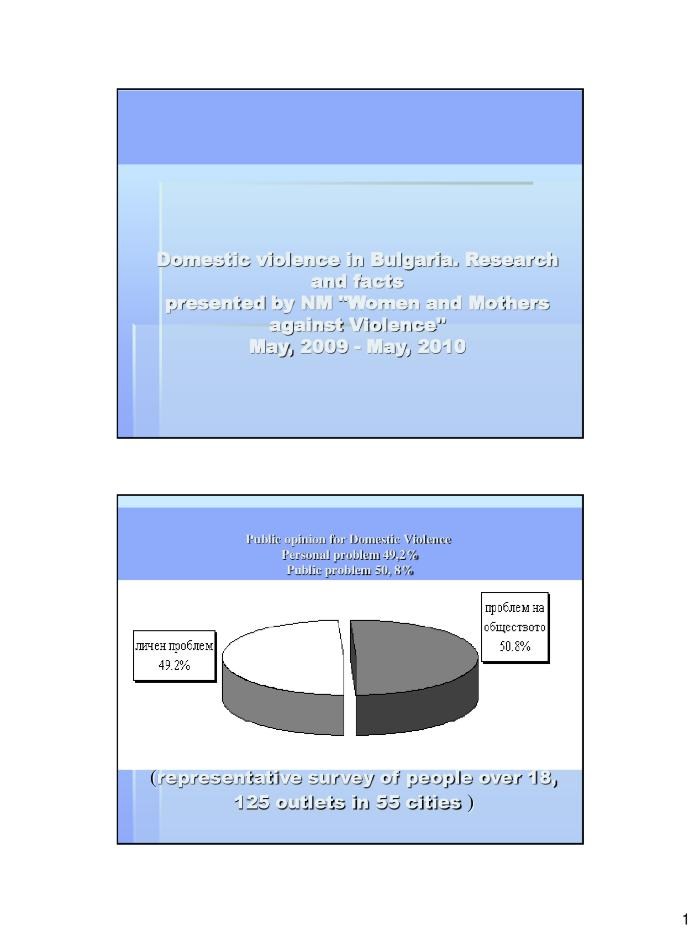 Domestic violence in Bulgaria. Research
and facts
presented by NM "Women and Mothers
against Violence"
May, 2009 - May, 2010
Public opinion for Domestic Violence
Personal problem 49,2%
Public problem 50, 8%
личен проблем
49.2%
проблем на
обществото
50.8%
(representative survey of people over 18,
125 outlets in 55 cities )
1